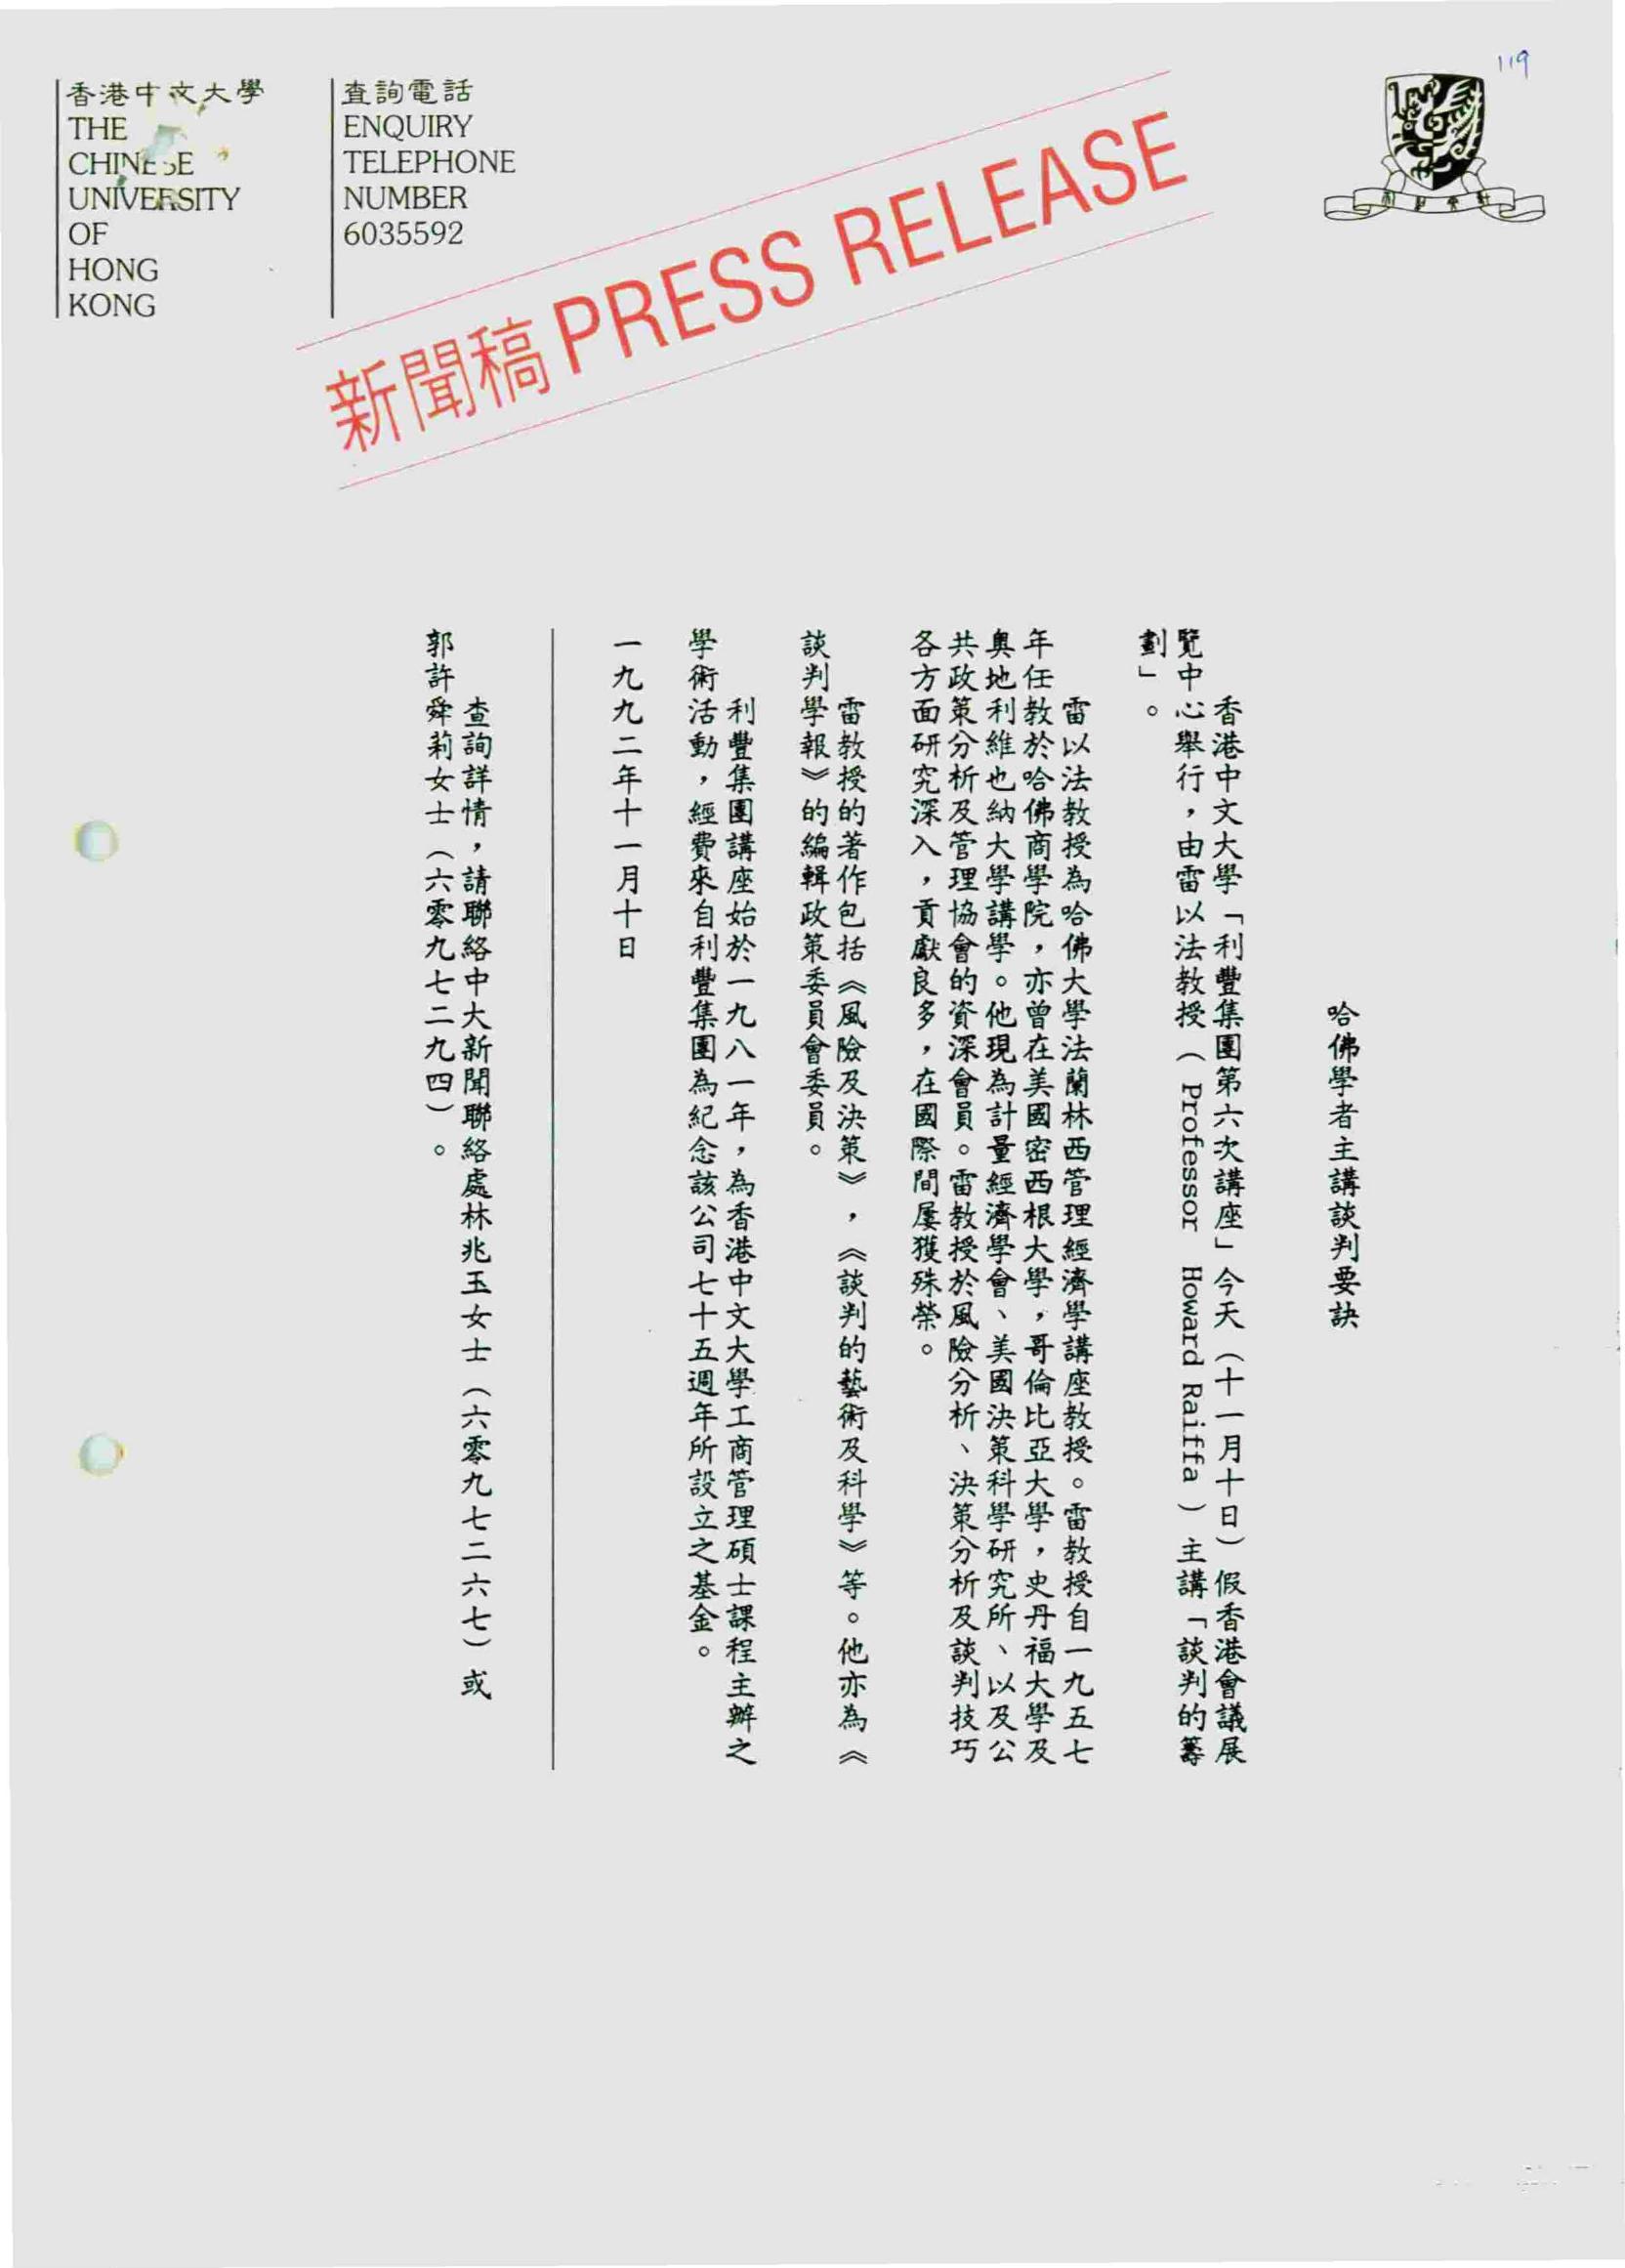 119
香港中文大學
THE
CHINESE
UNIVERSITY
OF
HONG
KONG
查詢電話
ENQUIRY
TELEPHONE
NUMBER
6035592
新聞稿 PRESS RELEASE
哈佛學者主講談判要訣
香港中文大學「利豐集團第六次講座」今天（十一月十日）假香港會議展
覽中心舉行，由雷以法教授（Professor Howard Raiffa）主講「談判的籌
劃」。
雷以法教授為哈佛大學法蘭林西管理經濟學講座教授。雷教授自一九五七
年任教於哈佛商學院，亦曾在美國密西根大學，哥倫比亞大學，史丹福大學及
奧地利維也納大學講學。他現為計量經濟學會、美國決策科學研究所、以及公
共政策分析及管理協會的資深會員。雷教授於風險分析、決策分析及談判技巧
各方面研究深入，貢獻良多，在國際間屢獲殊榮。
雷教授的著作包括《風險及決策》，《談判的藝術及科學》等。他亦為《
談判學報》的編輯政策委員會委員。
利豐集團講座始於一九八一年，為香港中文大學工商管理碩士課程主辦之
學術活動，經費來自利豐集團為紀念該公司七十五週年所設立之基金。
一九九二年十一月十日
查詢詳情，請聯絡中大新聞聯絡處林兆玉女士（六零九七二六七）或
郭許舜莉女士（六零九七二九四）。